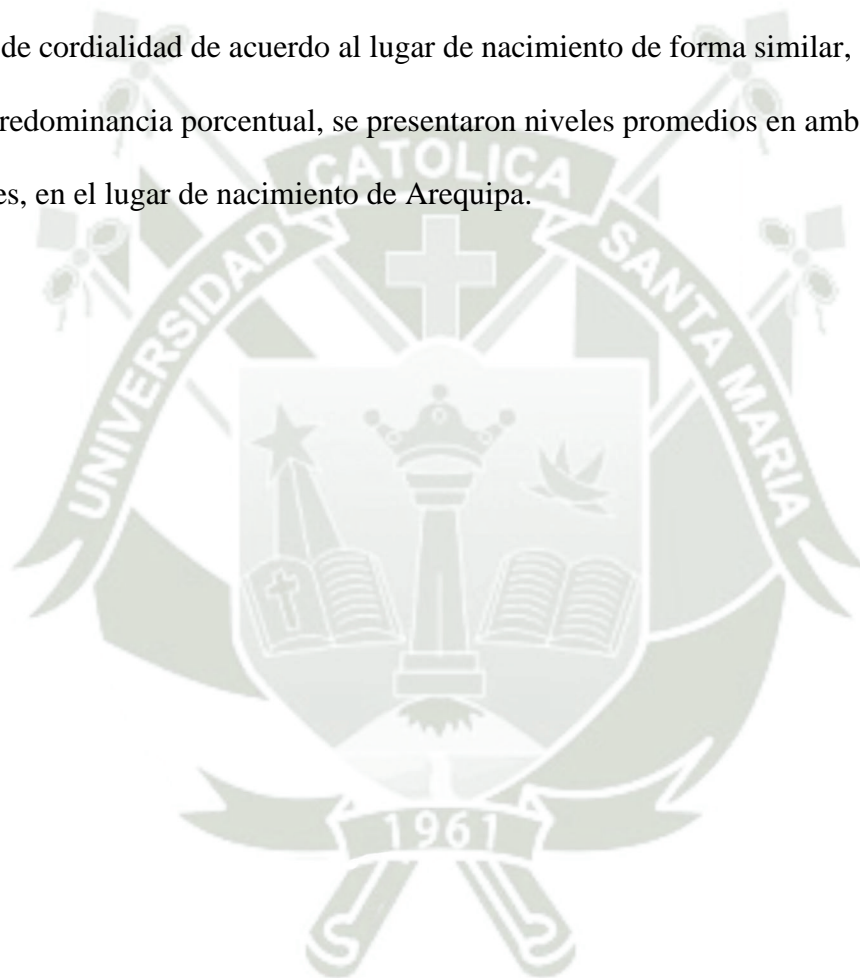 de cordialidad de acuerdo al lugar de nacimiento de forma similar,
redominancia porcentual, se presentaron niveles promedios en amb
es, en el lugar de nacimiento de Arequipa.
UNIVERSIDAD CATOLICA SANTA MARIA
1961